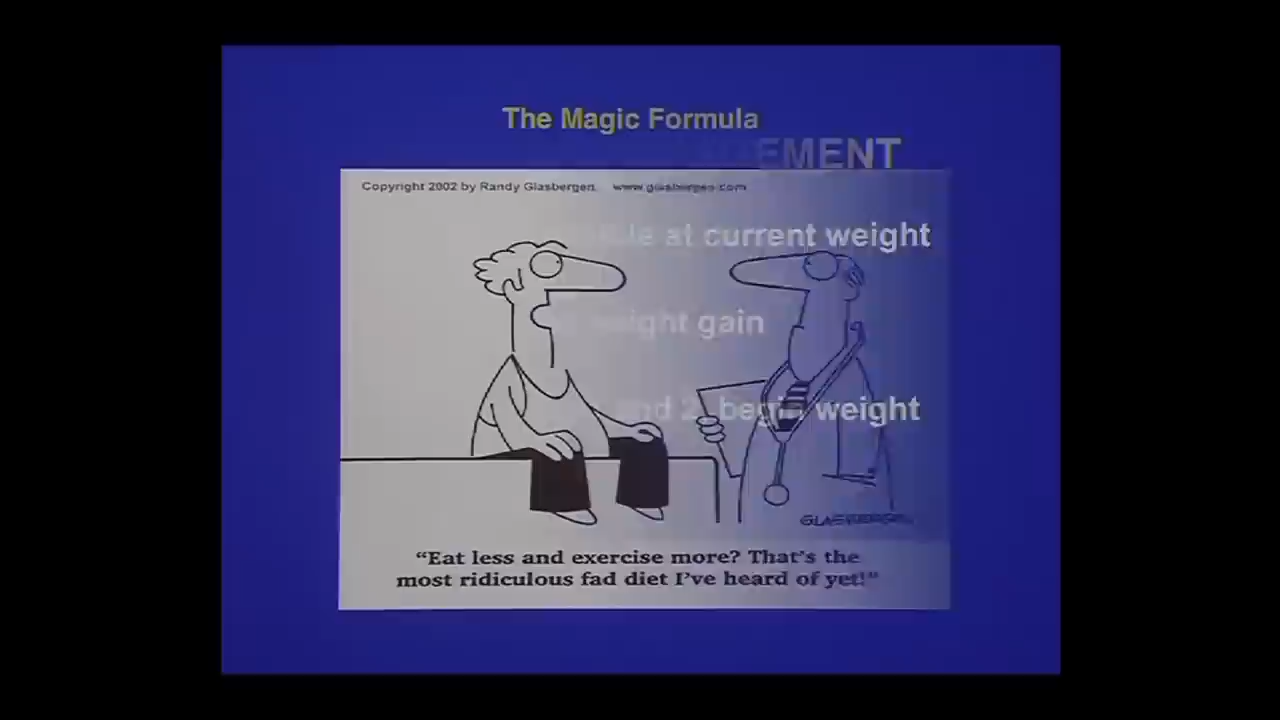 The Magic Formula
EMENT
Copyright 2002 by Randy Glasbergen. www.glasbergen.com
at current weight
weight gain
and 2, begin weight
GLASBERGEN
“Eat less and exercise more? That's the
most ridiculous fad diet I've heard of yet!”